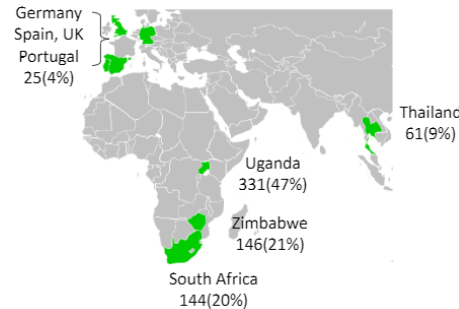 Germany
Spain, UK
Portugal
25(4%)
Thailand
61(9%)
Uganda
331(47%)
Zimbabwe
146(21%)
South Africa
144(20%)